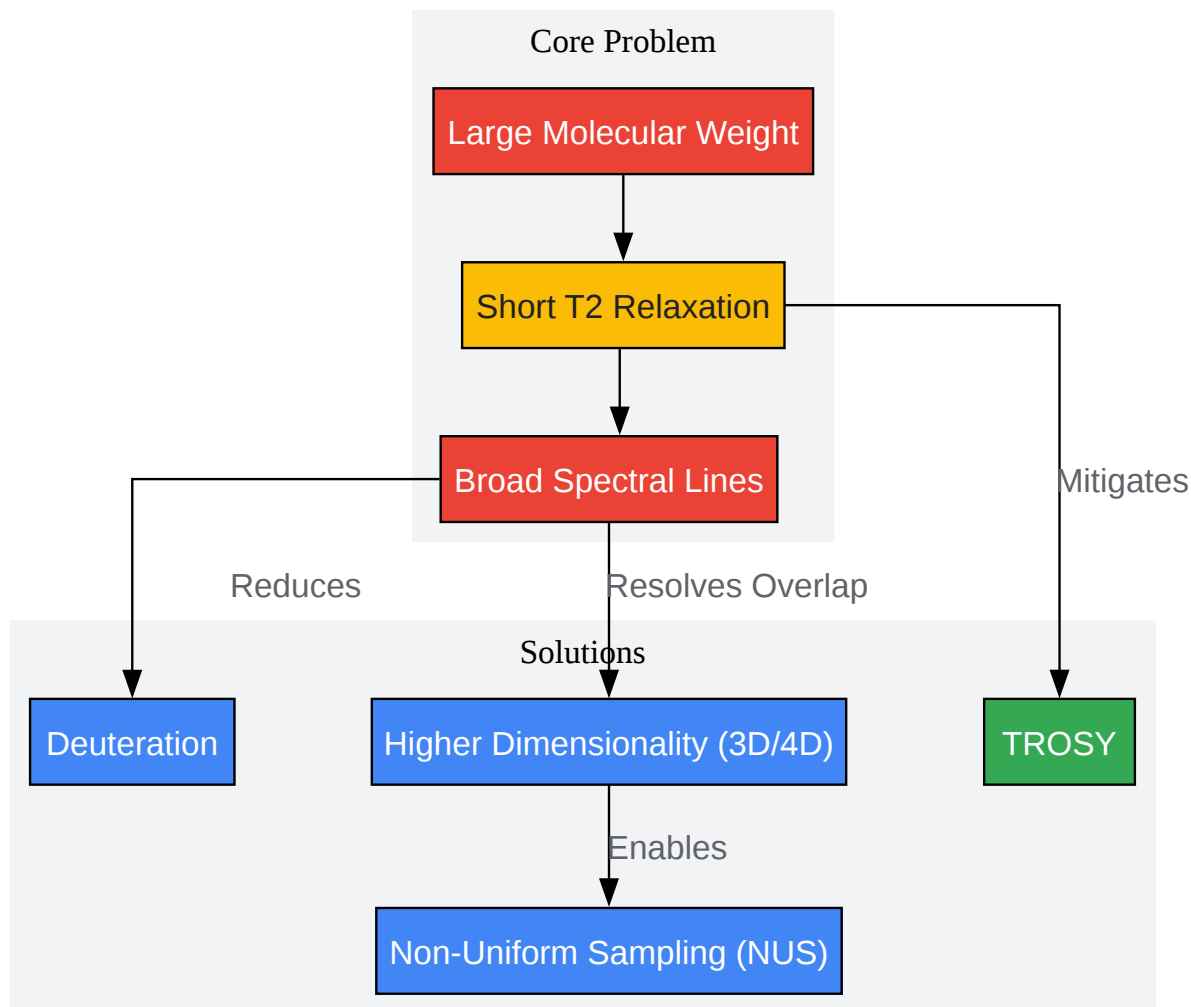 Core Problem
Large Molecular Weight
Short T2 Relaxation
Broad Spectral Lines
Mitigates
Reduces
Resolves Overlap
Solutions
Deuteration
Higher Dimensionality (3D/4D)
TROSY
Enables
Non-Uniform Sampling (NUS)